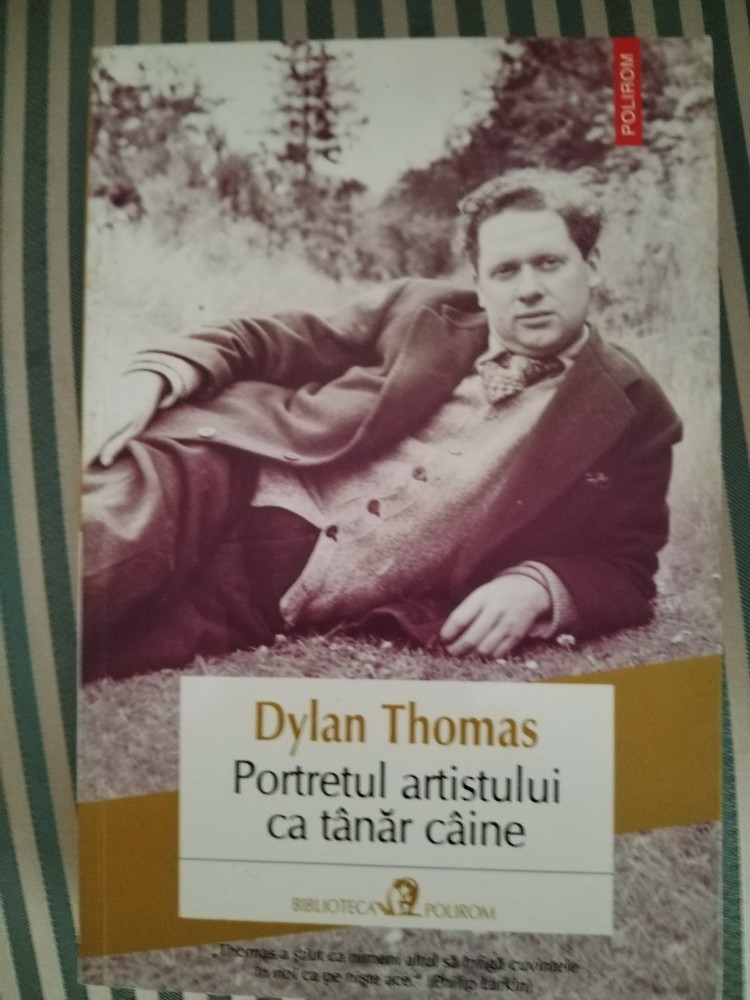 POLIROM
Dylan Thomas
Portretul artistului
ca tânăr câine
BIBLIOTECA POLIROM
„Thomas a știut ca nimeni altul să înfigă cuvintele
în noi ca pe niște ace.” (Philip Larkin)